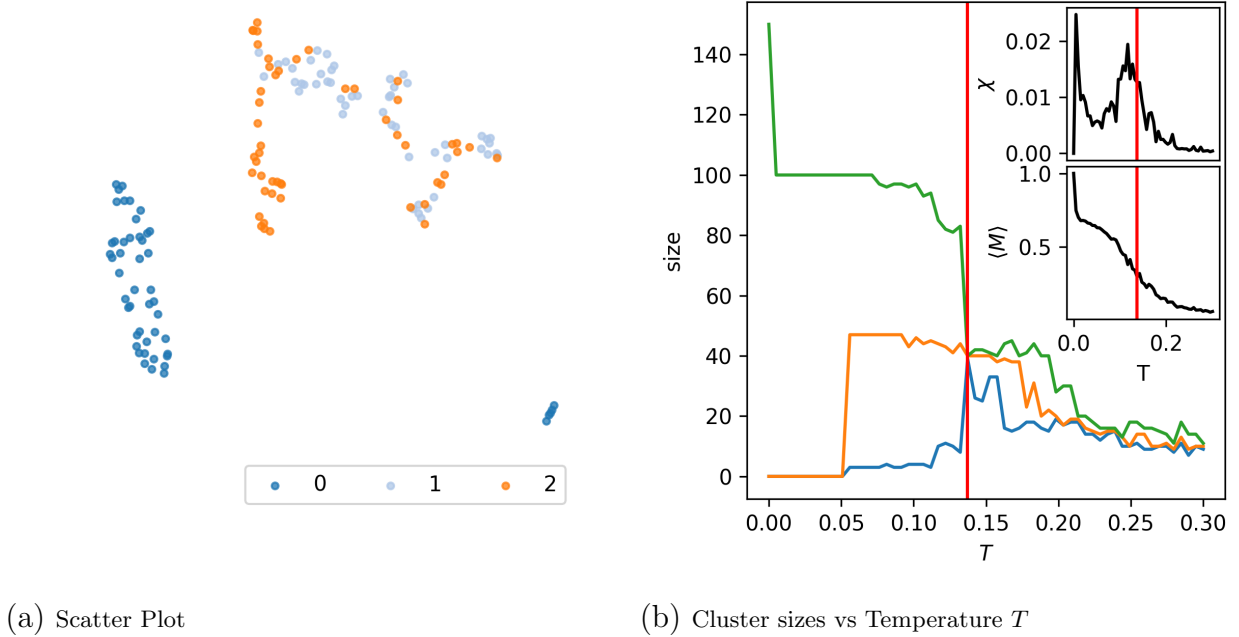 0 1 2
(a) Scatter Plot
size
140
120
100
80
60
40
20
0
0.00 0.05 0.10 0.15 0.20 0.25 0.30
T
χ
0.02
0.01
0.00
⟨M⟩
1.0
0.5
0.0 0.2
T
(b) Cluster sizes vs Temperature T